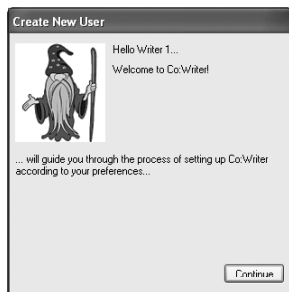 Create New User
Hello Writer 1...
Welcome to Co:Writer!
... will guide you through the process of setting up Co:Writer
according to your preferences...
Continue